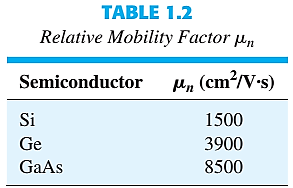 TABLE 1.2
Relative Mobility Factor μn
Semiconductor μn (cm²/V·s)
Si 1500
Ge 3900
GaAs 8500